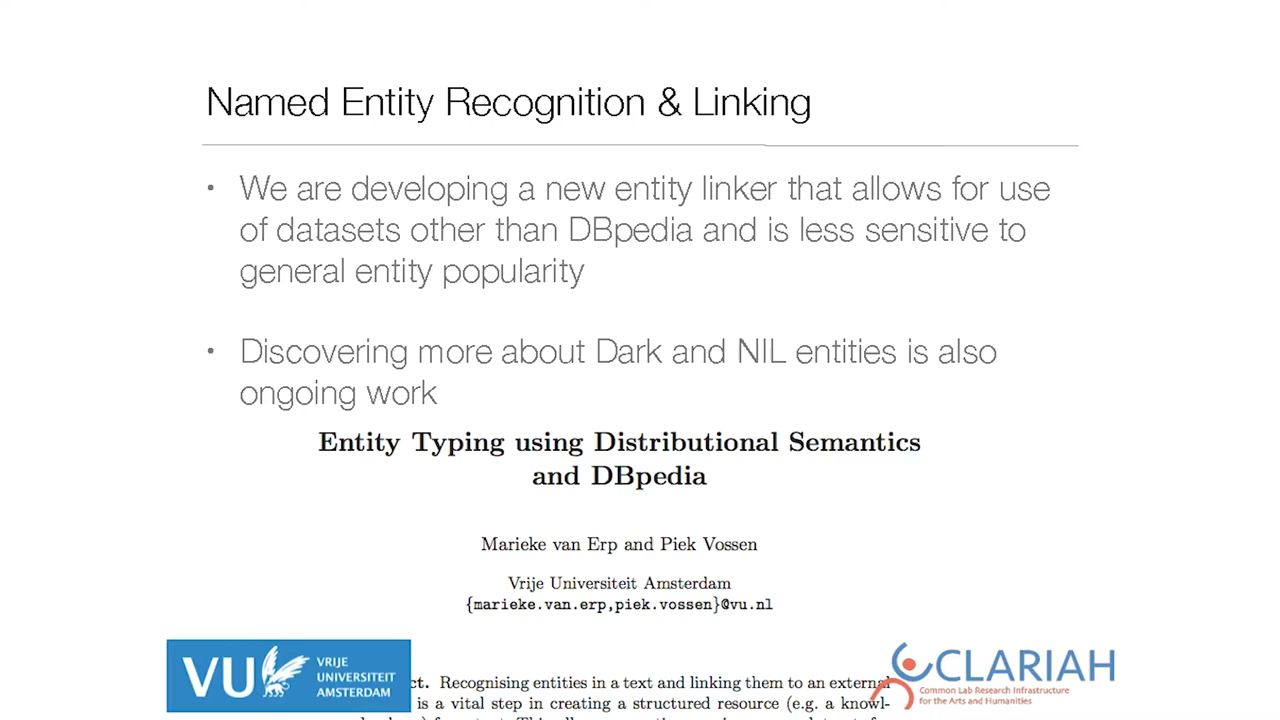 Named Entity Recognition & Linking
• We are developing a new entity linker that allows for use
of datasets other than DBpedia and is less sensitive to
general entity popularity
• Discovering more about Dark and NIL entities is also
ongoing work
Entity Typing using Distributional Semantics
and DBpedia
Marieke van Erp and Piek Vossen
Vrije Universiteit Amsterdam
{marieke.van.erp,piek.vossen}@vu.nl
VU VRIJE
UNIVERSITEIT
AMSTERDAM
ct. Recognising entities in a text and linking them to an external
is a vital step in creating a structured resource (e.g. a knowl-
CLARIAH
Common Lab Research Infrastructure
for the Arts and Humanities